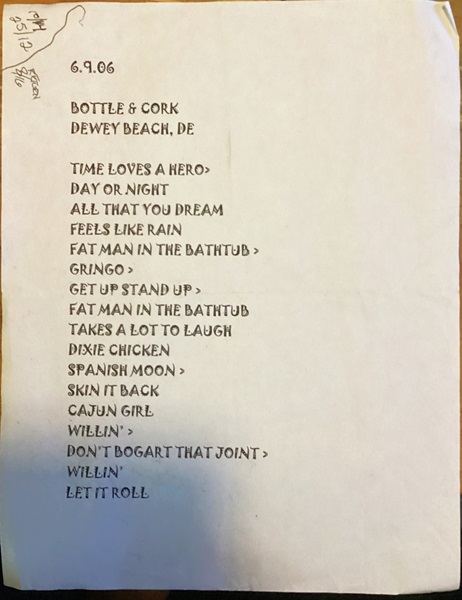 25/12
6.9.06
BOTTLE & CORK
DEWEY BEACH, DE
TIME LOVES A HERO>
DAY OR NIGHT
ALL THAT YOU DREAM
FEELS LIKE RAIN
FAT MAN IN THE BATHTUB >
GRINGO >
GET UP STAND UP >
FAT MAN IN THE BATHTUB
TAKES A LOT TO LAUGH
DIXIE CHICKEN
SPANISH MOON >
SKIN IT BACK
CAJUN GIRL
WILLIN' >
DON'T BOGART THAT JOINT >
WILLIN'
LET IT ROLL